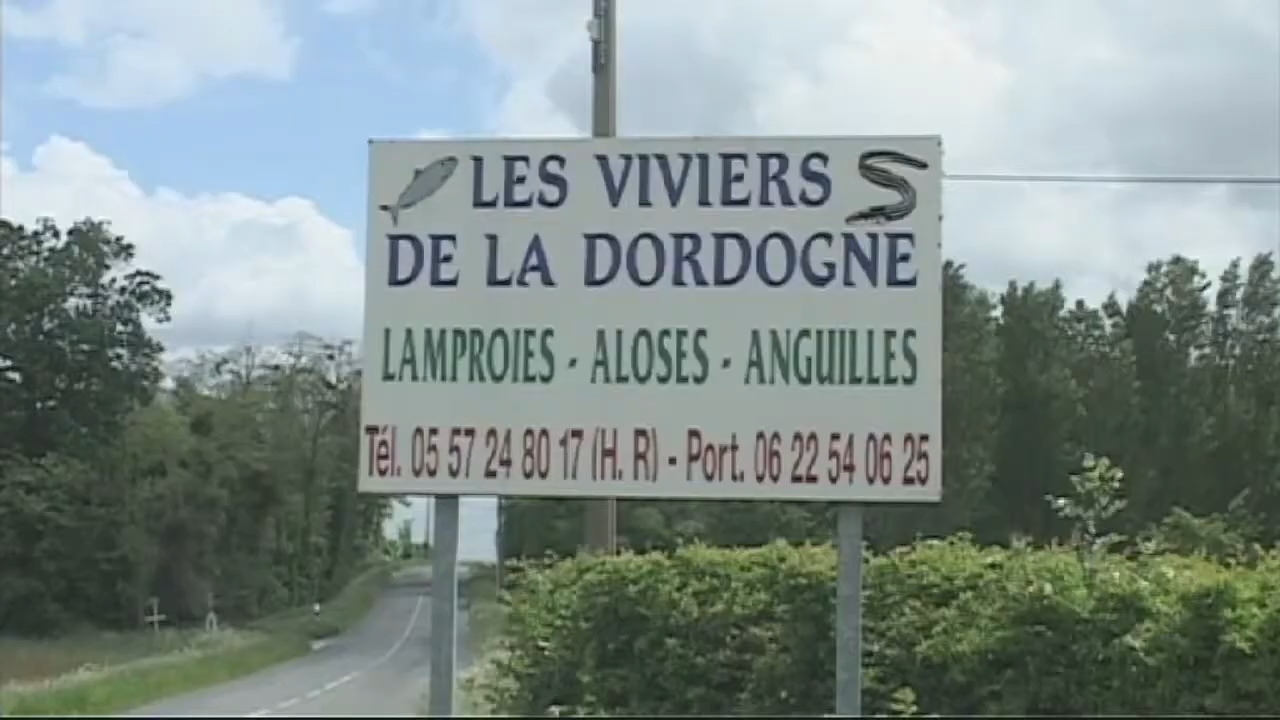 LES VIVIERS
DE LA DORDOGNE
LAMPROIES - ALOSES - ANGUILLES
Tél. 05 57 24 80 17 (H. R) - Port. 06 22 54 06 25